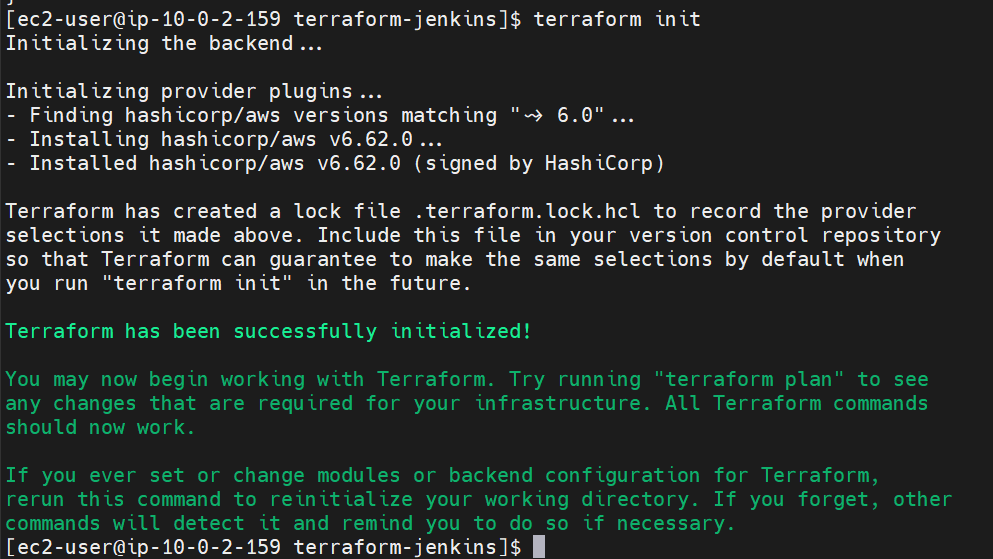 [ec2-user@ip-10-0-2-159 terraform-jenkins]$ terraform init
Initializing the backend...
Initializing provider plugins...
- Finding hashicorp/aws versions matching "~> 6.0"...
- Installing hashicorp/aws v6.62.0...
- Installed hashicorp/aws v6.62.0 (signed by HashiCorp)
Terraform has created a lock file .terraform.lock.hcl to record the provider
selections it made above. Include this file in your version control repository
so that Terraform can guarantee to make the same selections by default when
you run "terraform init" in the future.
Terraform has been successfully initialized!
You may now begin working with Terraform. Try running "terraform plan" to see
any changes that are required for your infrastructure. All Terraform commands
should now work.
If you ever set or change modules or backend configuration for Terraform,
rerun this command to reinitialize your working directory. If you forget, other
commands will detect it and remind you to do so if necessary.
[ec2-user@ip-10-0-2-159 terraform-jenkins]$